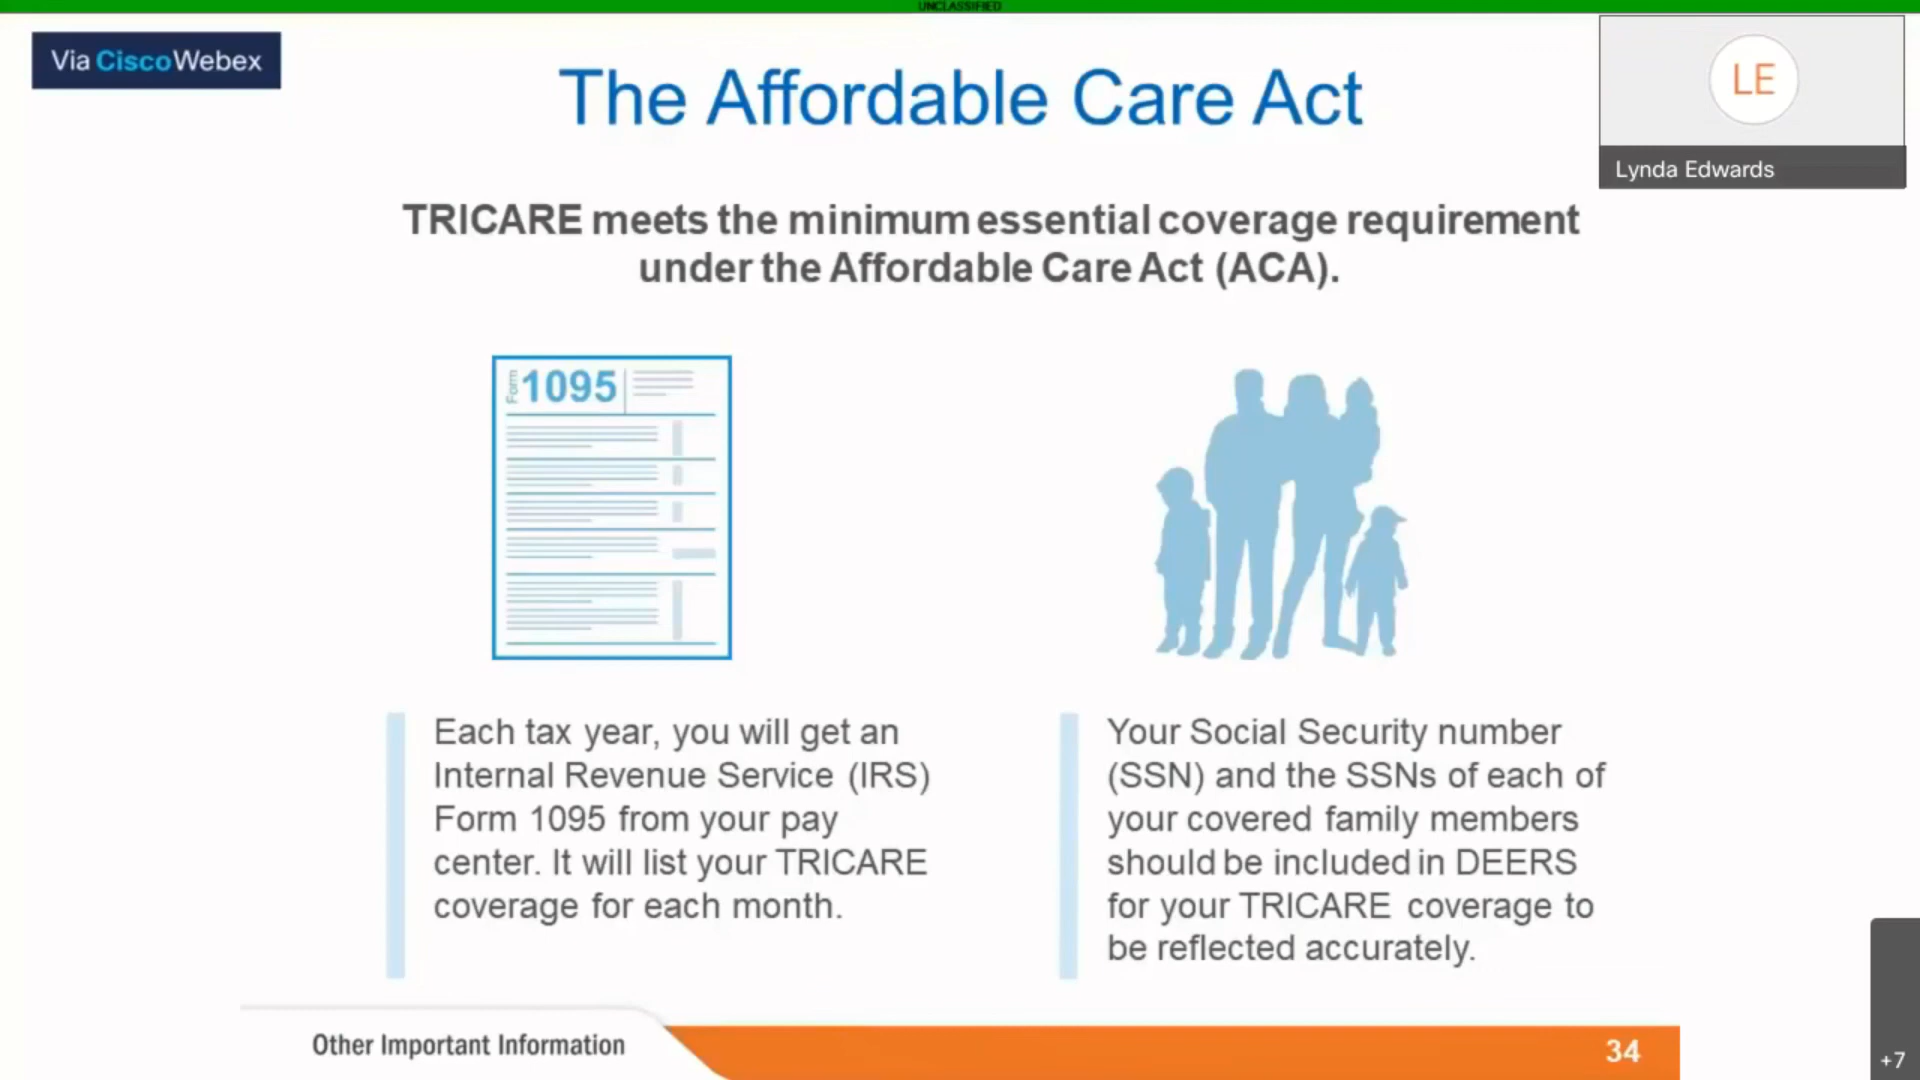 UNCLASSIFIED
Via CiscoWebex
The Affordable Care Act
LE
Lynda Edwards
TRICARE meets the minimum essential coverage requirement
under the Affordable Care Act (ACA).
Form 1095
Each tax year, you will get an
Internal Revenue Service (IRS)
Form 1095 from your pay
center. It will list your TRICARE
coverage for each month.
Your Social Security number
(SSN) and the SSNs of each of
your covered family members
should be included in DEERS
for your TRICARE coverage to
be reflected accurately.
Other Important Information
34
+7